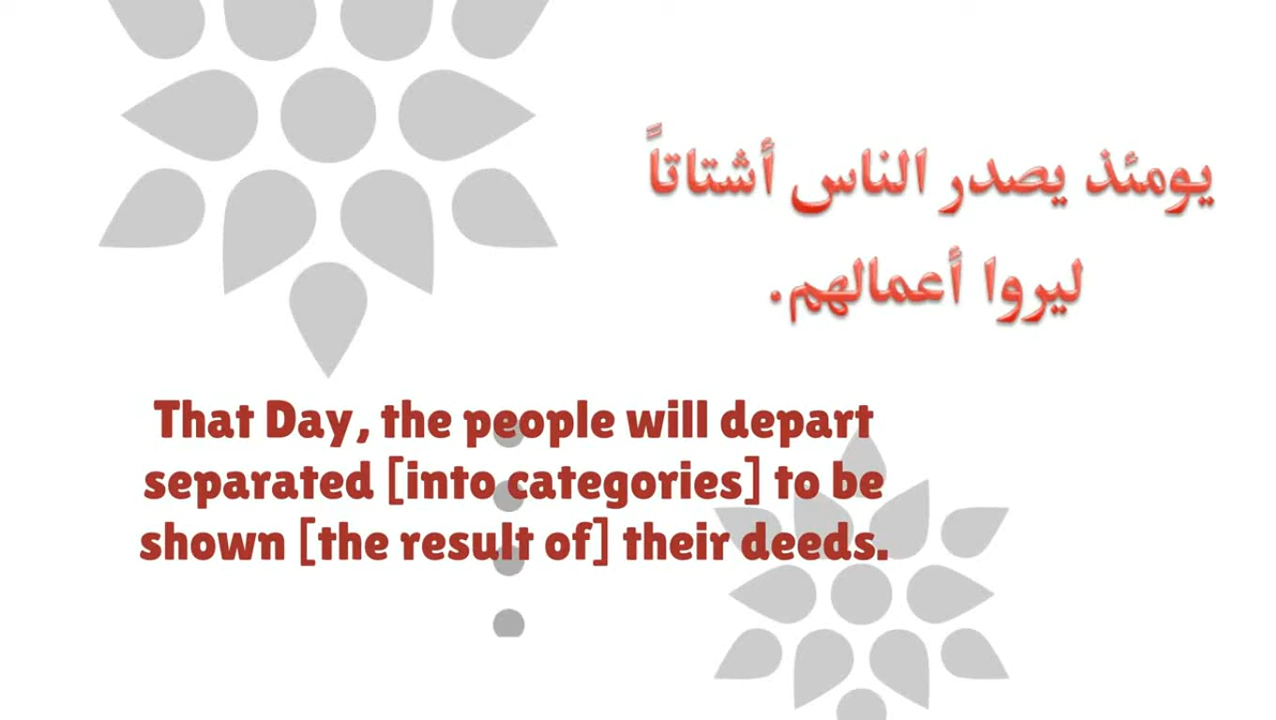 يومئذ يصدر الناس أشتاتاً
ليروا أعمالهم.
That Day, the people will depart
separated [into categories] to be
shown [the result of] their deeds.